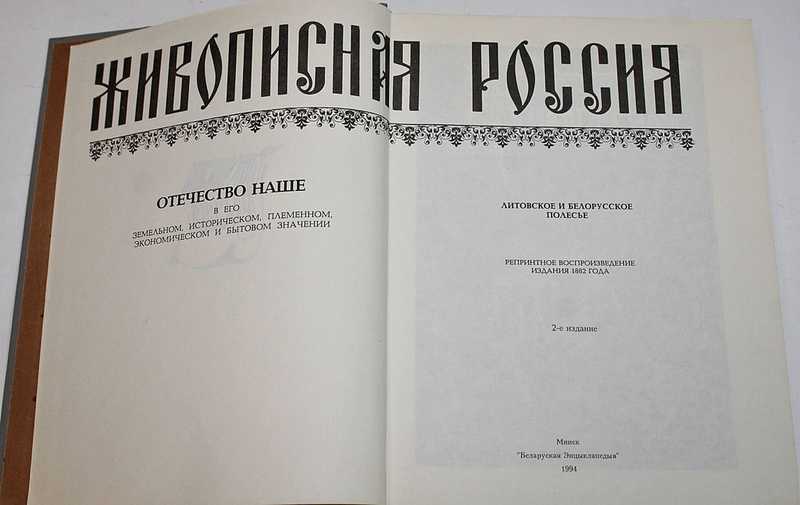 ЖИВОПИСНАЯ РОССИЯ
ОТЕЧЕСТВО НАШЕ
В ЕГО
ЗЕМЕЛЬНОМ, ИСТОРИЧЕСКОМ, ПЛЕМЕННОМ,
ЭКОНОМИЧЕСКОМ И БЫТОВОМ ЗНАЧЕНИИ
ЛИТОВСКОЕ И БЕЛОРУССКОЕ
ПОЛЕСЬЕ
РЕПРИНТНОЕ ВОСПРОИЗВЕДЕНИЕ
ИЗДАНИЯ 1882 ГОДА
2-е издание
Минск
"Беларуская Энцыклапедыя"
1994